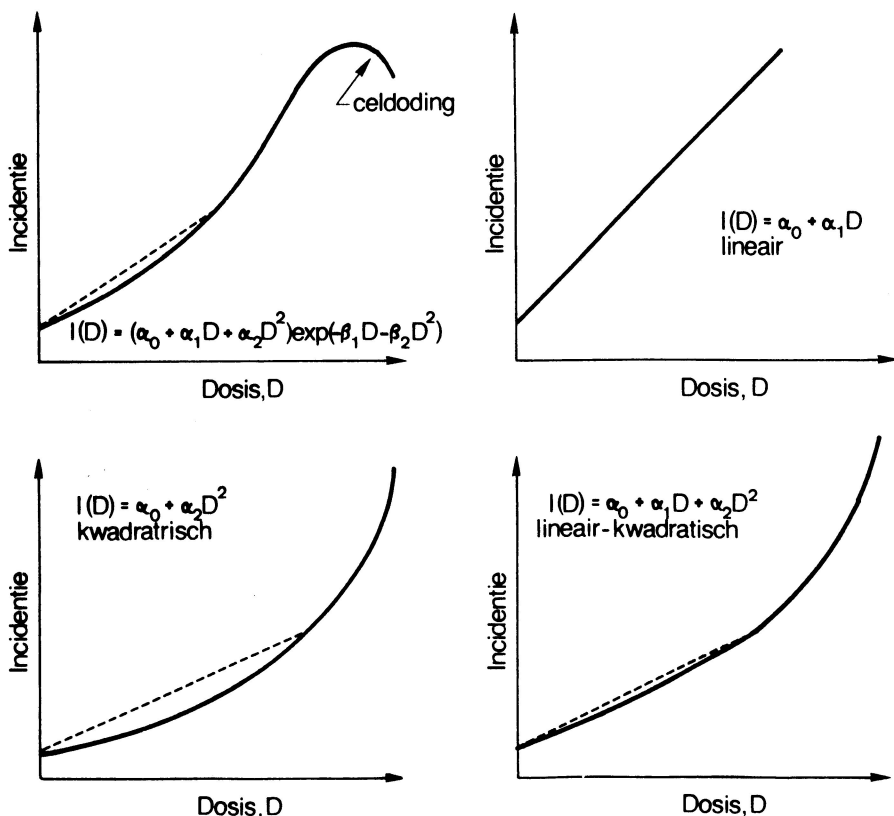 Incidentie
celdoding
I(D) = (α₀ + α₁D + α₂D²)exp(-β₁D-β₂D²)
Dosis, D
Incidentie
I(D) = α₀ + α₁D
lineair
Dosis, D
Incidentie
I(D) = α₀ + α₂D²
kwadratrisch
Dosis, D
Incidentie
I(D) = α₀ + α₁D + α₂D²
lineair-kwadratisch
Dosis, D